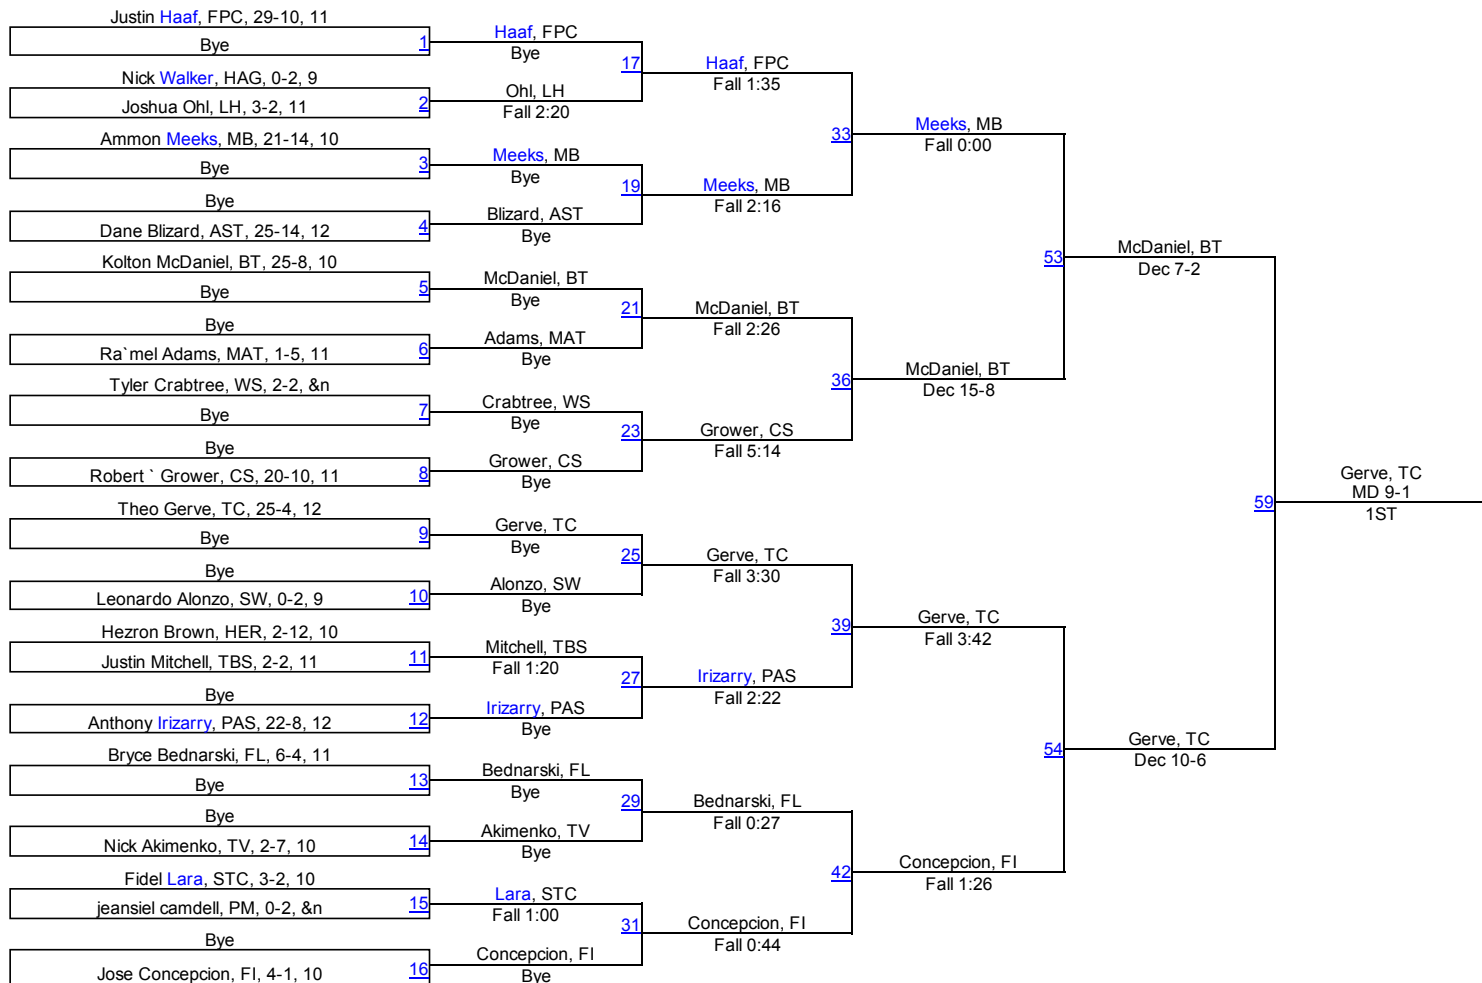 Justin Haaf, FPC, 29-10, 11
Bye
1
Nick Walker, HAG, 0-2, 9
Joshua Ohl, LH, 3-2, 11
2
Ammon Meeks, MB, 21-14, 10
Bye
3
Bye
Dane Blizard, AST, 25-14, 12
4
Kolton McDaniel, BT, 25-8, 10
Bye
5
Bye
Ra`mel Adams, MAT, 1-5, 11
6
Tyler Crabtree, WS, 2-2, &n
Bye
7
Bye
Robert ` Grower, CS, 20-10, 11
8
Theo Gerve, TC, 25-4, 12
Bye
9
Bye
Leonardo Alonzo, SW, 0-2, 9
10
Hezron Brown, HER, 2-12, 10
Justin Mitchell, TBS, 2-2, 11
11
Bye
Anthony Irizarry, PAS, 22-8, 12
12
Bryce Bednarski, FL, 6-4, 11
Bye
13
Bye
Nick Akimenko, TV, 2-7, 10
14
Fidel Lara, STC, 3-2, 10
jeansiel camdell, PM, 0-2, &n
15
Bye
Jose Concepcion, FI, 4-1, 10
16
Haaf, FPC
Bye
17
Ohl, LH
Fall 2:20
Meeks, MB
Bye
19
Blizard, AST
Bye
McDaniel, BT
Bye
21
Adams, MAT
Bye
Crabtree, WS
Bye
23
Grower, CS
Bye
Gerve, TC
Bye
25
Alonzo, SW
Bye
Mitchell, TBS
Fall 1:20
27
Irizarry, PAS
Bye
Bednarski, FL
Bye
29
Akimenko, TV
Bye
Lara, STC
Fall 1:00
31
Concepcion, FI
Bye
Haaf, FPC
Fall 1:35
33
Meeks, MB
Fall 2:16
McDaniel, BT
Fall 2:26
36
Grower, CS
Fall 5:14
Gerve, TC
Fall 3:30
39
Irizarry, PAS
Fall 2:22
Bednarski, FL
Fall 0:27
42
Concepcion, FI
Fall 0:44
Meeks, MB
Fall 0:00
53
McDaniel, BT
Dec 15-8
Gerve, TC
Fall 3:42
54
Concepcion, FI
Fall 1:26
McDaniel, BT
Dec 7-2
59
Gerve, TC
Dec 10-6
Gerve, TC
MD 9-1
1ST